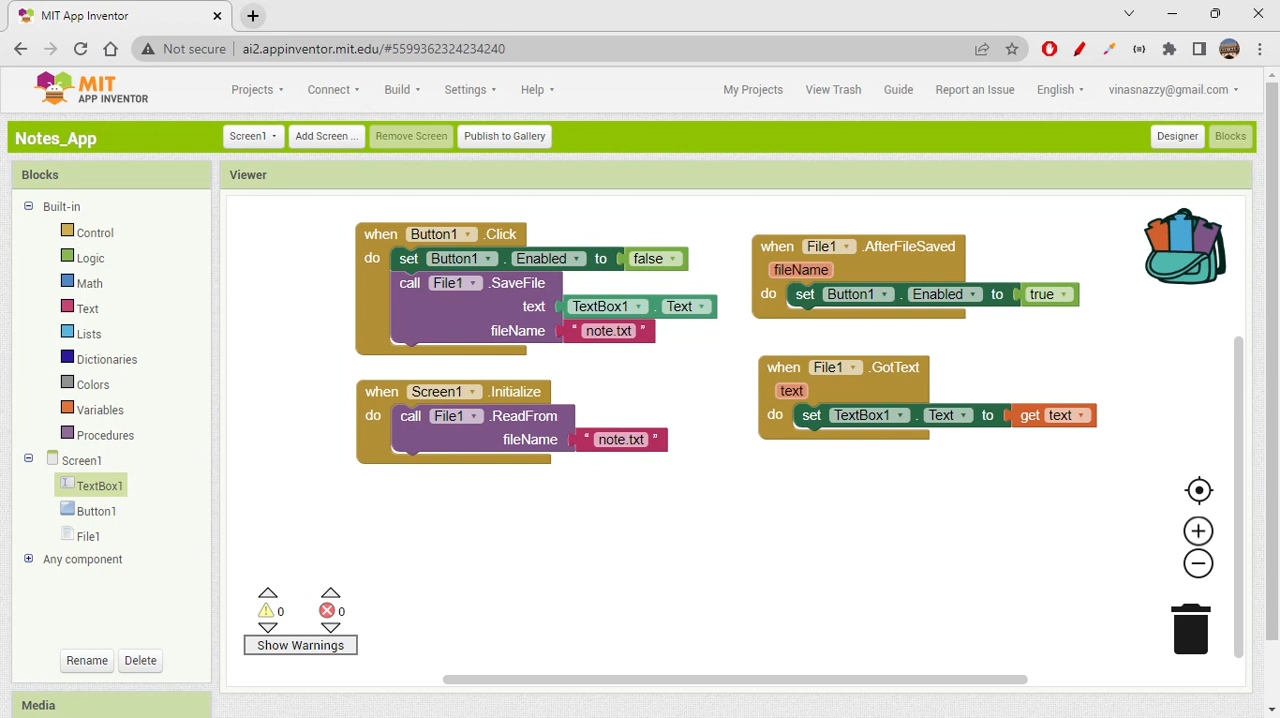 MIT App Inventor
Not secure
ai2.appinventor.mit.edu/#5599362324234240
MIT
APP INVENTOR
Projects
Connect
Build
Settings
Help
My Projects
View Trash
Guide
Report an Issue
English
vinasnazzy@gmail.com
Notes_App
Screen1
Add Screen ...
Remove Screen
Publish to Gallery
Designer
Blocks
Blocks
Viewer
Built-in
Control
Logic
Math
Text
Lists
Dictionaries
Colors
Variables
Procedures
Screen1
TextBox1
Button1
File1
Any component
Rename
Delete
Media
when Button1 .Click
do set Button1 . Enabled to false
call File1 .SaveFile
text TextBox1 . Text
fileName “ note.txt ”
when Screen1 .Initialize
do call File1 .ReadFrom
fileName “ note.txt ”
when File1 .AfterFileSaved
fileName
do set Button1 . Enabled to true
when File1 .GotText
text
do set TextBox1 . Text to get text
0
0
Show Warnings